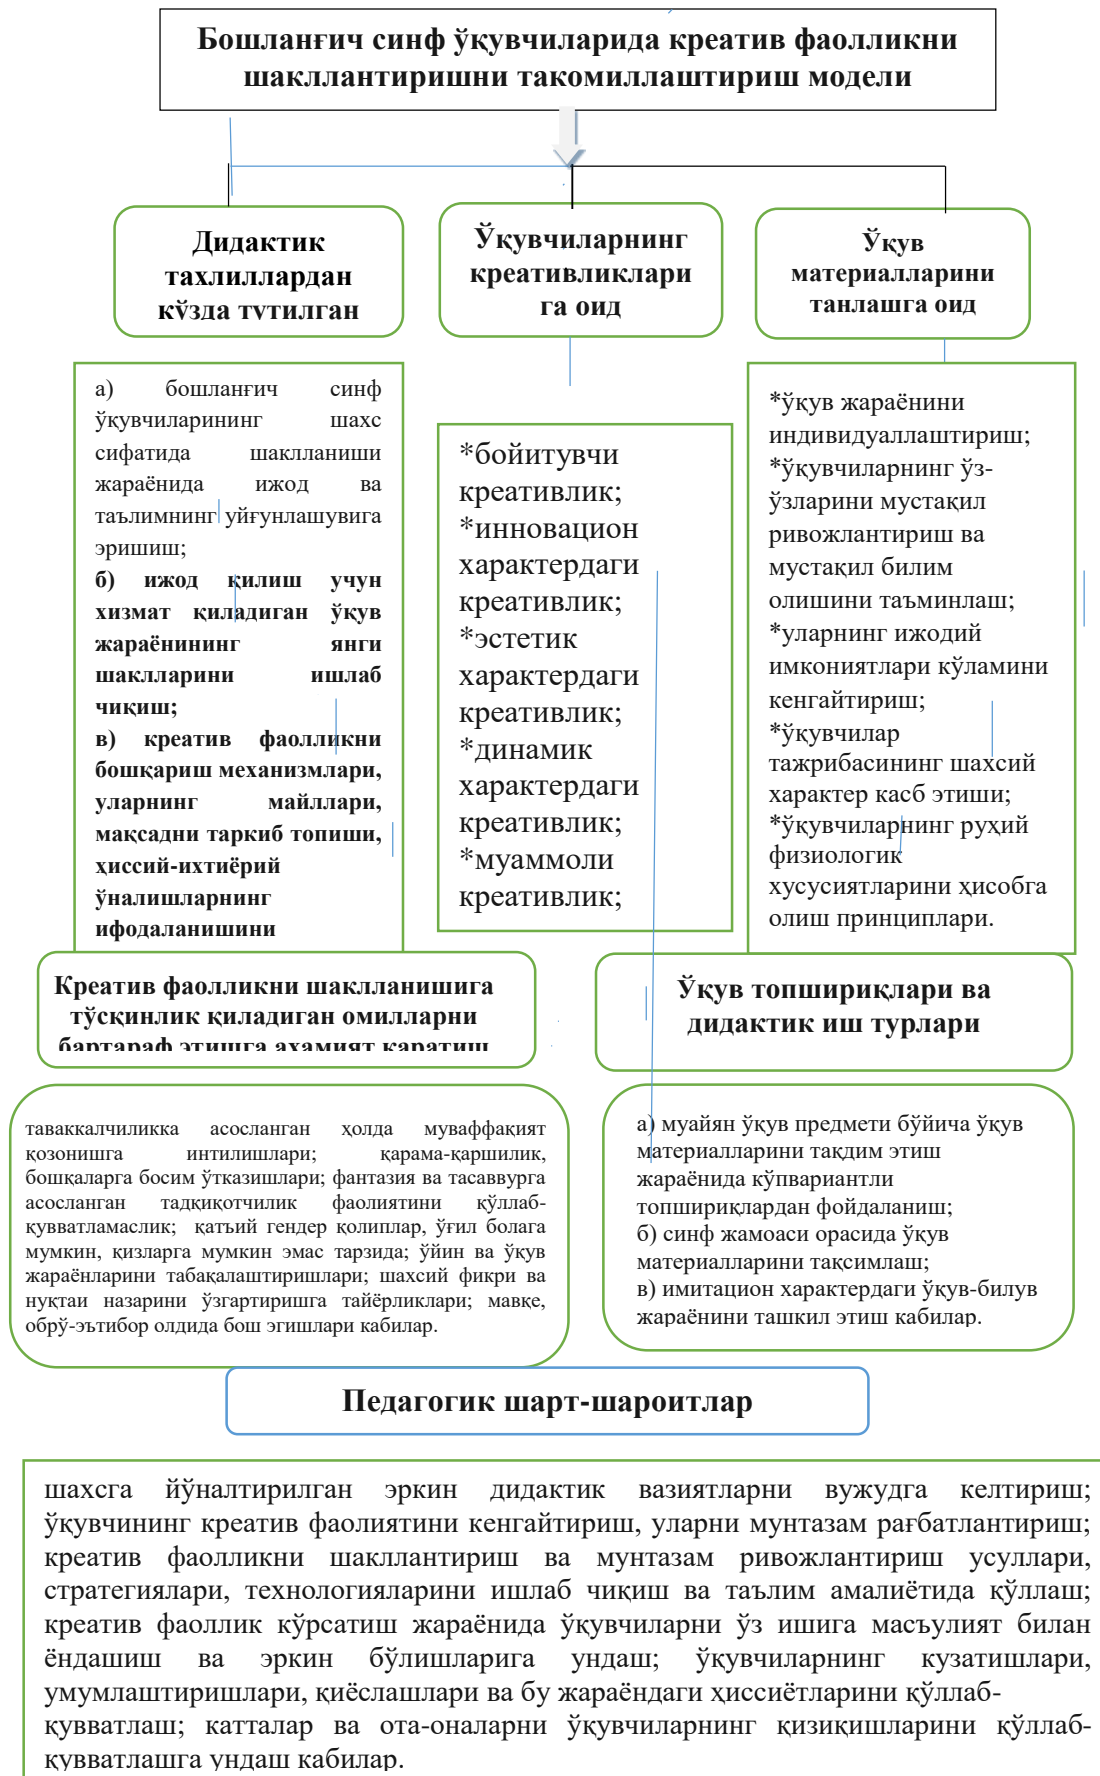 Бошланғич синф ўқувчиларида креатив фаолликни
шакллантиришни такомиллаштириш модели
Дидактик
тахлиллардан
кўзда тутилган
Ўқувчиларнинг
креативликлари
га оид
Ўқув
материалларини
танлашга оид
а) бошланғич синф
ўқувчиларининг шахс
сифатида шаклланиши
жараёнида ижод ва
таълимнинг уйғунлашувига
эришиш;
б) ижод қилиш учун
хизмат қиладиган ўқув
жараёнининг янги
шаклларини ишлаб
чиқиш;
в) креатив фаолликни
бошқариш механизмлари,
уларнинг майллари,
мақсадни таркиб топиши,
ҳиссий-ихтиёрий
ўналишларнинг
ифодаланишини
*бойитувчи
креативлик;
*инновацион
характердаги
креативлик;
*эстетик
характердаги
креативлик;
*динамик
характердаги
креативлик;
*муаммоли
креативлик;
*ўқув жараёнини
индивидуаллаштириш;
*ўқувчиларнинг ўз-
ўзларини мустақил
ривожлантириш ва
мустақил билим
олишини таъминлаш;
*уларнинг ижодий
имкониятлари кўламини
кенгайтириш;
*ўқувчилар
тажрибасининг шахсий
характер касб этиши;
*ўқувчиларнинг руҳий
физиологик
хусусиятларини ҳисобга
олиш принциплари.
Креатив фаолликни шаклланишига
тўсқинлик қиладиган омилларни
бартараф этишга аҳамият қаратиш
Ўқув топшириқлари ва
дидактик иш турлари
таваккалчиликка асосланган ҳолда муваффақият
қозонишга интилишлари; қарама-қаршилик,
бошқаларга босим ўтказишлари; фантазия ва тасаввурга
асосланган тадқиқотчилик фаолиятини қўллаб-
қувватламаслик; қатъий гендер қолиплар, ўғил болага
мумкин, қизларга мумкин эмас тарзида; ўйин ва ўқув
жараёнларини табақалаштиришлари; шахсий фикри ва
нуқтаи назарини ўзгартиришга тайёрликлари; мавқе,
обрў-эътибор олдида бош эгишлари кабилар.
а) муайян ўқув предмети бўйича ўқув
материалларини тақдим этиш
жараёнида кўпвариантли
топшириқлардан фойдаланиш;
б) синф жамоаси орасида ўқув
материалларини тақсимлаш;
в) имитацион характердаги ўқув-билув
жараёнини ташкил этиш кабилар.
Педагогик шарт-шароитлар
шахсга йўналтирилган эркин дидактик вазиятларни вужудга келтириш;
ўқувчининг креатив фаолиятини кенгайтириш, уларни мунтазам рағбатлантириш;
креатив фаолликни шакллантириш ва мунтазам ривожлантириш усуллари,
стратегиялари, технологияларини ишлаб чиқиш ва таълим амалиётида қўллаш;
креатив фаоллик кўрсатиш жараёнида ўқувчиларни ўз ишига масъулият билан
ёндашиш ва эркин бўлишларига ундаш; ўқувчиларнинг кузатишлари,
умумлаштиришлари, қиёслашлари ва бу жараёндаги ҳиссиётларини қўллаб-
қувватлаш; катталар ва ота-оналарни ўқувчиларнинг қизиқишларини қўллаб-
қувватлашга ундаш кабилар.